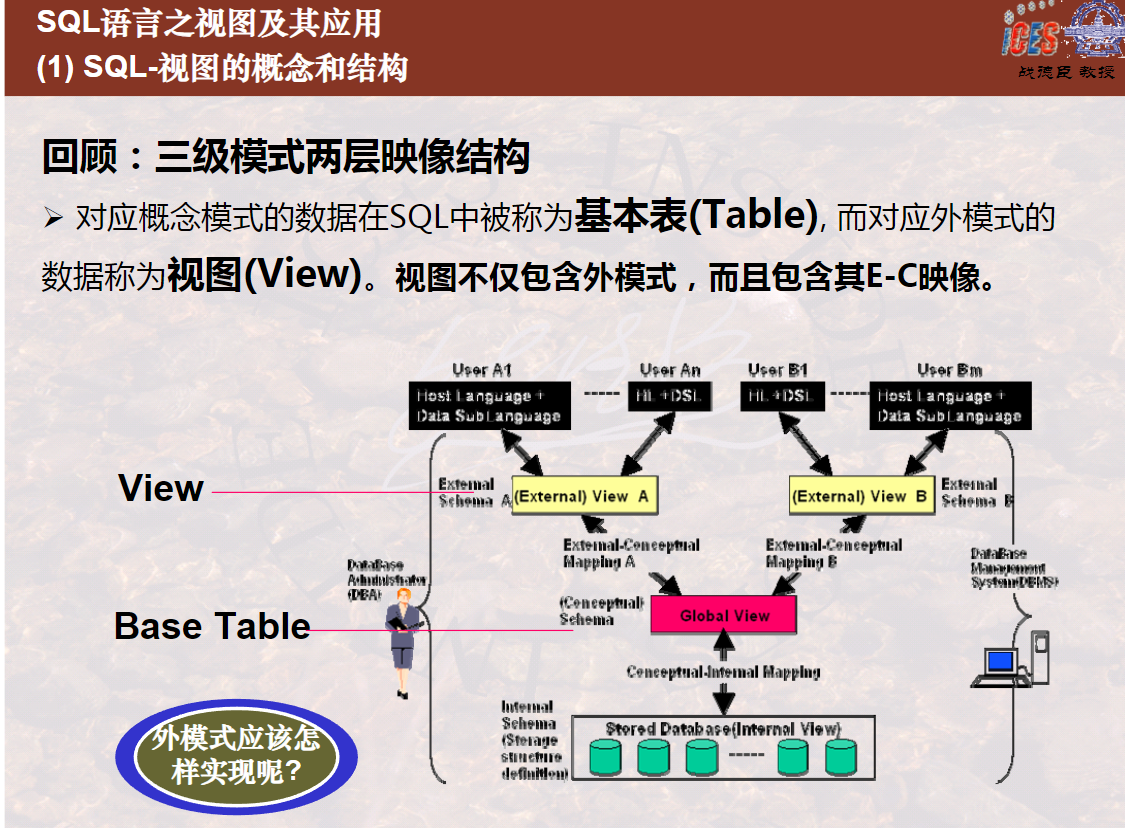 SQL语言之视图及其应用
(1) SQL-视图的概念和结构
iCES
战德臣 教授
回顾：三级模式两层映像结构
➢ 对应概念模式的数据在SQL中被称为基本表(Table), 而对应外模式的
数据称为视图(View)。视图不仅包含外模式，而且包含其E-C映像。
User A1
User An
User B1
User Bm
Host Language +
Data SubLanguage
-----
HL +DSL
HL +DSL
-----
Host Language +
Data SubLanguage
View
External
Schema A
(External) View A
(External) View B
External
Schema B
External-Conceptual
Mapping A
External-Conceptual
Mapping B
DataBase
Administrator
(DBA)
DataBase
Management
System(DBMS)
Base Table
(Conceptual)
Schema
Global View
Conceptual-Internal Mapping
Internal
Schema
(Storage
structure
definition)
Stored Database(Internal View)
-----
外模式应该怎
样实现呢?